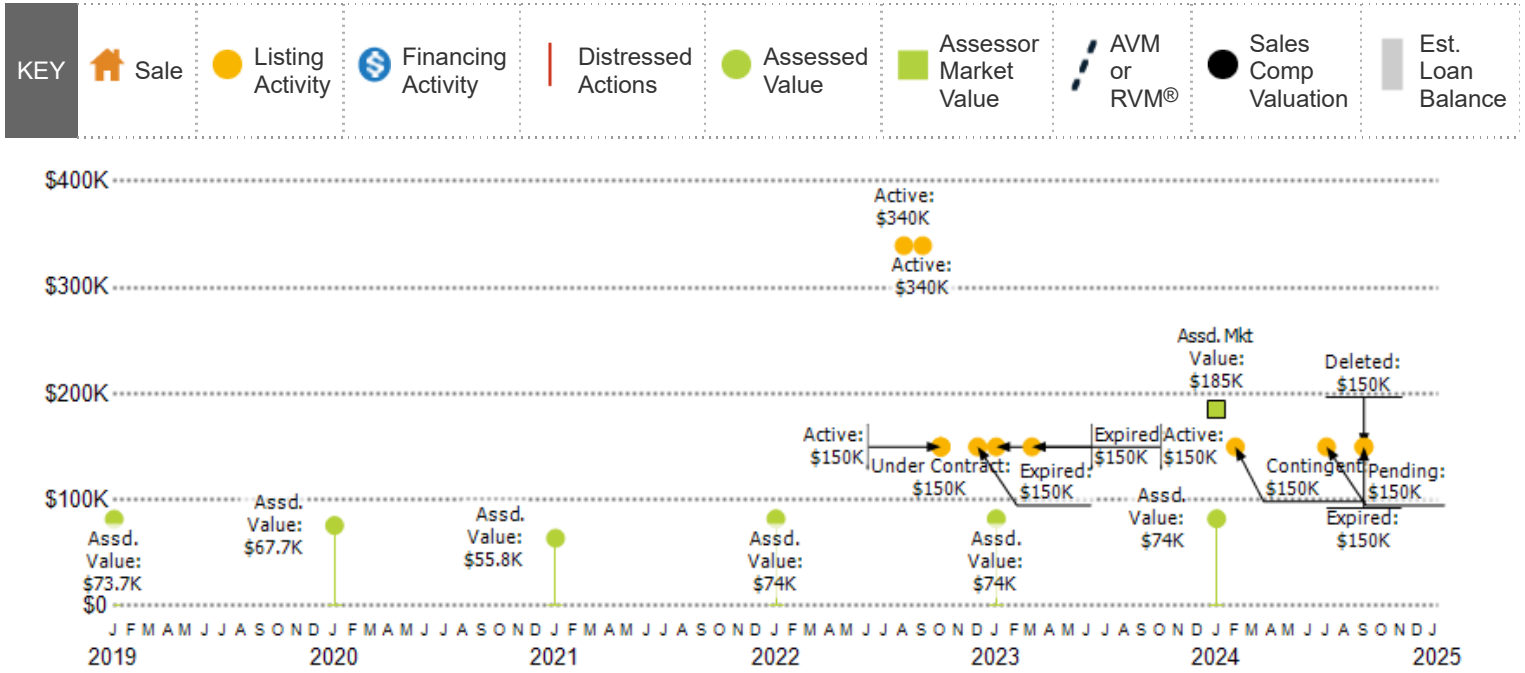 KEY
Sale
Listing
Activity
Financing
Activity
Distressed
Actions
Assessed
Value
Assessor
Market
Value
AVM
or
RVM®
Sales
Comp
Valuation
Est.
Loan
Balance
$400K
Active:
$340K
Active:
$340K
$300K
Assd. Mkt
Value:
$185K
Deleted:
$150K
$200K
Active:
$150K
Under Contract:
$150K
Expired:
$150K
Expired
$150K
Active:
$150K
Contingent:
$150K
Pending:
$150K
Expired:
$150K
$100K
Assd.
Value:
$73.7K
Assd.
Value:
$67.7K
Assd.
Value:
$55.8K
Assd.
Value:
$74K
Assd.
Value:
$74K
Assd.
Value:
$74K
$0
J F M A M J J A S O N D J F M A M J J A S O N D J F M A M J J A S O N D J F M A M J J A S O N D J F M A M J J A S O N D J F M A M J J A S O N D J
2019 2020 2021 2022 2023 2024 2025